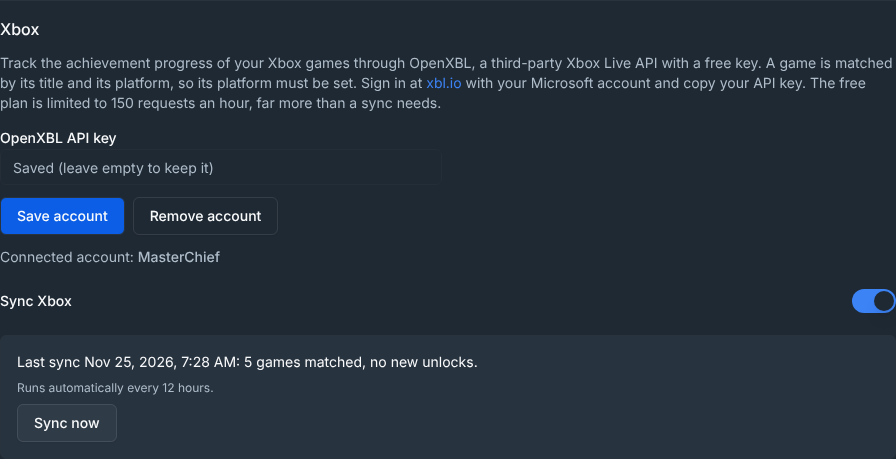 Xbox
Track the achievement progress of your Xbox games through OpenXBL, a third-party Xbox Live API with a free key. A game is matched
by its title and its platform, so its platform must be set. Sign in at xbl.io with your Microsoft account and copy your API key. The free
plan is limited to 150 requests an hour, far more than a sync needs.
OpenXBL API key
Saved (leave empty to keep it)
Save account
Remove account
Connected account: MasterChief
Sync Xbox
Last sync Nov 25, 2026, 7:28 AM: 5 games matched, no new unlocks.
Runs automatically every 12 hours.
Sync now